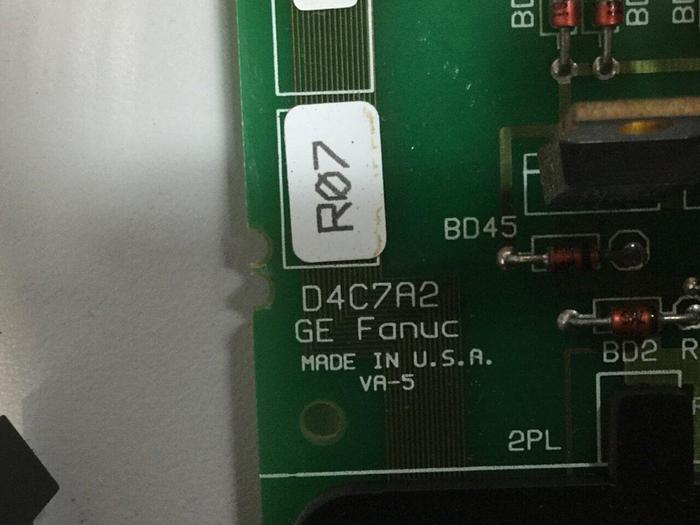 BD
BD
R07
BD45
D4C7A2
GE Fanuc
MADE IN U.S.A.
VA-5
BD2
R
2PL